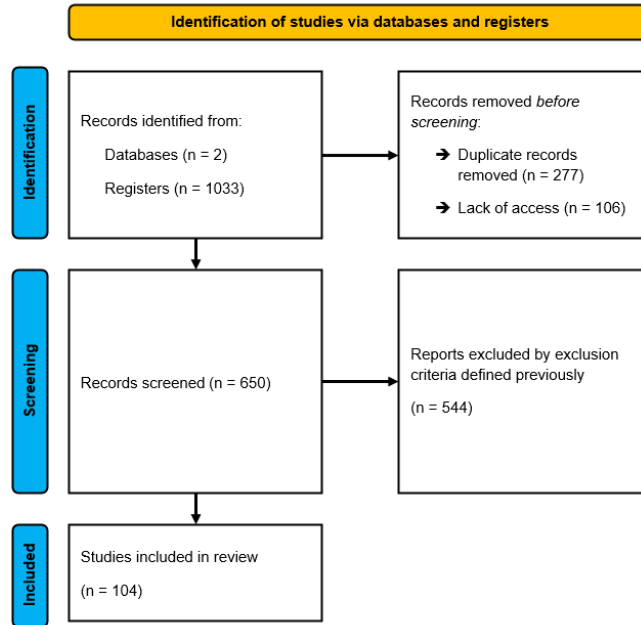 Identification of studies via databases and registers
Identification
Records identified from:
Databases (n = 2)
Registers (n = 1033)
Records removed before
screening:
➔ Duplicate records
removed (n = 277)
➔ Lack of access (n = 106)
Screening
Records screened (n = 650)
Reports excluded by exclusion
criteria defined previously
(n = 544)
Included
Studies included in review
(n = 104)